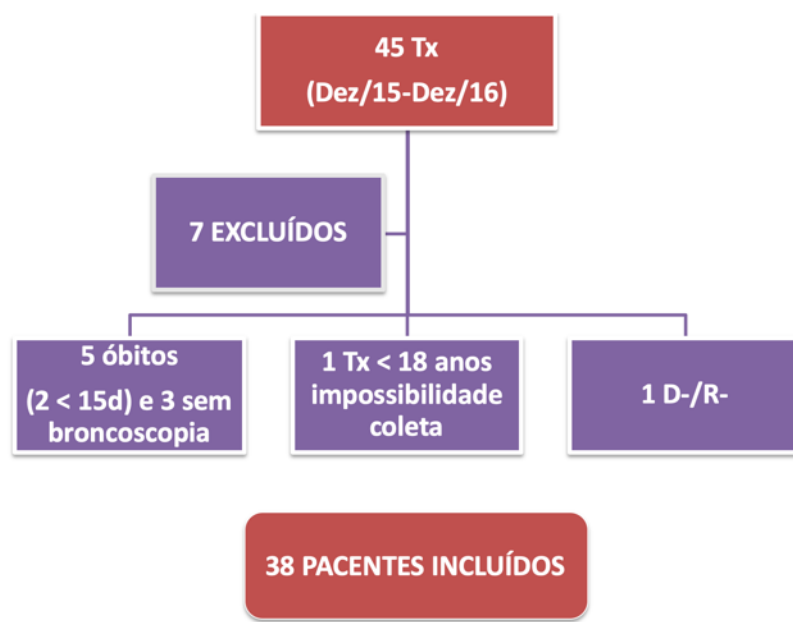 45 Tx
(Dez/15-Dez/16)
7 EXCLUÍDOS
5 óbitos
(2 < 15d) e 3 sem
broncoscopia
1 Tx < 18 anos
impossibilidade
coleta
1 D-/R-
38 PACENTES INCLUÍDOS